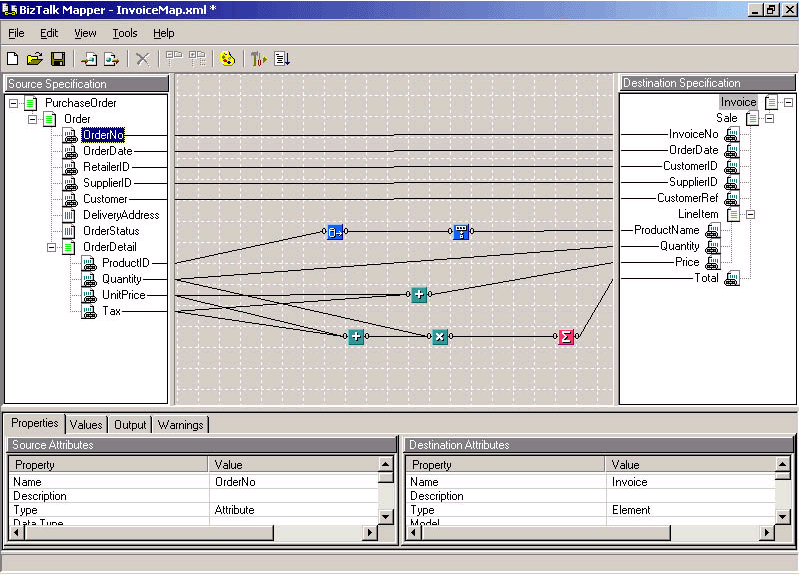 BizTalk Mapper - InvoiceMap.xml *
File Edit View Tools Help
Source Specification
PurchaseOrder
Order
OrderNo
OrderDate
RetailerID
SupplierID
Customer
DeliveryAddress
OrderStatus
OrderDetail
ProductID
Quantity
UnitPrice
Tax
Destination Specification
Invoice
Sale
InvoiceNo
OrderDate
CustomerID
SupplierID
CustomerRef
LineItem
ProductName
Quantity
Price
Total
Properties Values Output Warnings
Source Attributes
Property Value
Name OrderNo
Description
Type Attribute
Data Type
Destination Attributes
Property Value
Name Invoice
Description
Type Element
Model